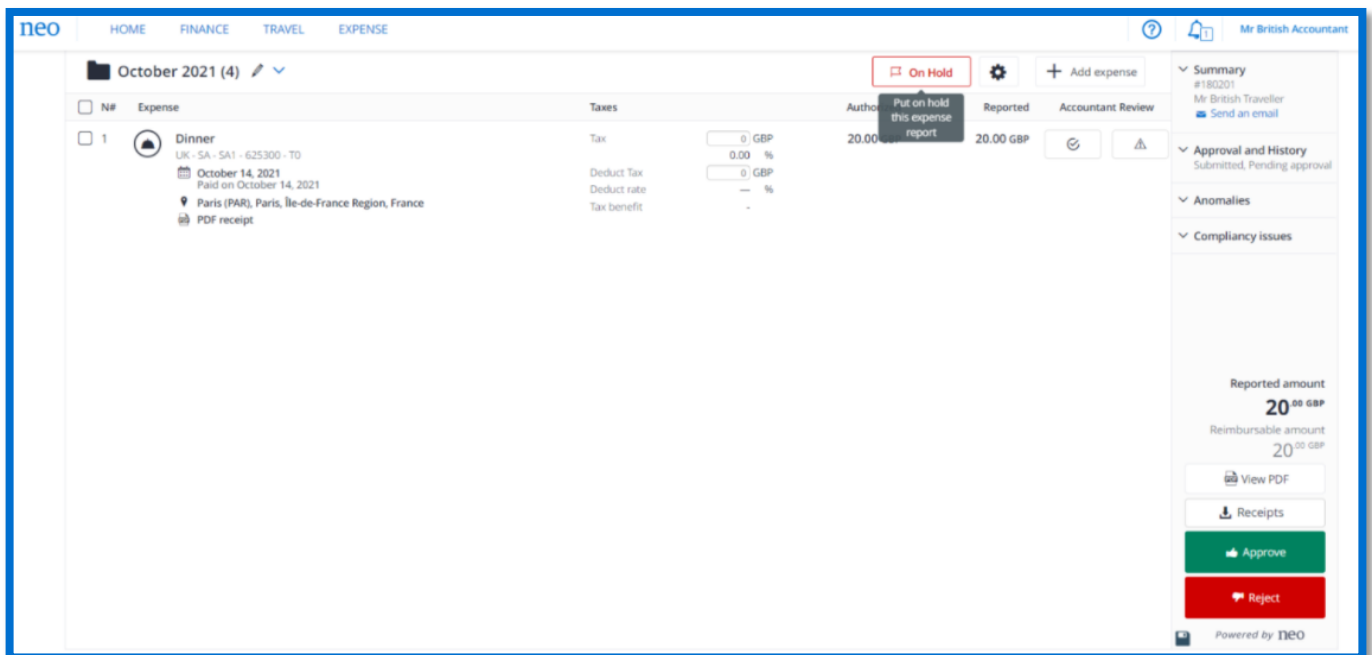 neo HOME FINANCE TRAVEL EXPENSE 1 Mr British Accountant
October 2021 (4) On Hold Add expense
Put on hold this expense report
N# Expense Taxes Reported Accountant Review
1 Dinner
UK - SA - SA1 - 625300 - T0
October 14, 2021
Paid on October 14, 2021
Paris (PAR), Paris, Île-de-France Region, France
PDF receipt
Tax 0 GBP
0.00 %
Deduct Tax 0 GBP
Deduct rate — %
Tax benefit -
20.00 20.00 GBP
Summary
#180201
Mr British Traveller
Send an email
Approval and History
Submitted, Pending approval
Anomalies
Compliancy issues
Reported amount
20.00 GBP
Reimbursable amount
20.00 GBP
View PDF
Receipts
Approve
Reject
Powered by neo